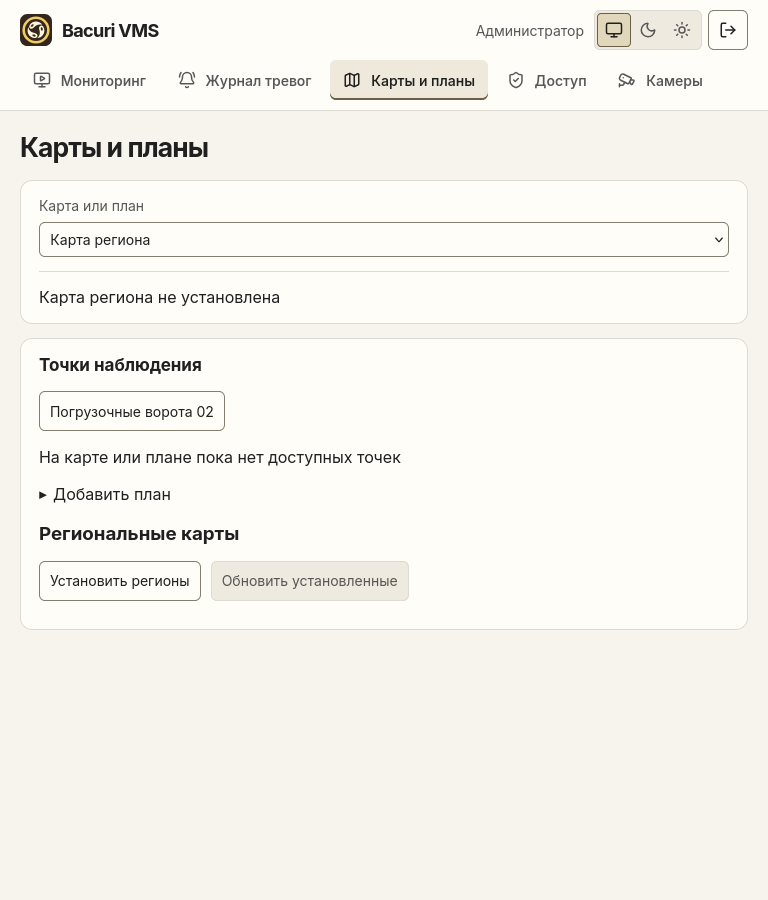 Bacuri VMS
Администратор
Мониторинг
Журнал тревог
Карты и планы
Доступ
Камеры
Карты и планы
Карта или план
Карта региона
Карта региона не установлена
Точки наблюдения
Погрузочные ворота 02
На карте или плане пока нет доступных точек
Добавить план
Региональные карты
Установить регионы
Обновить установленные